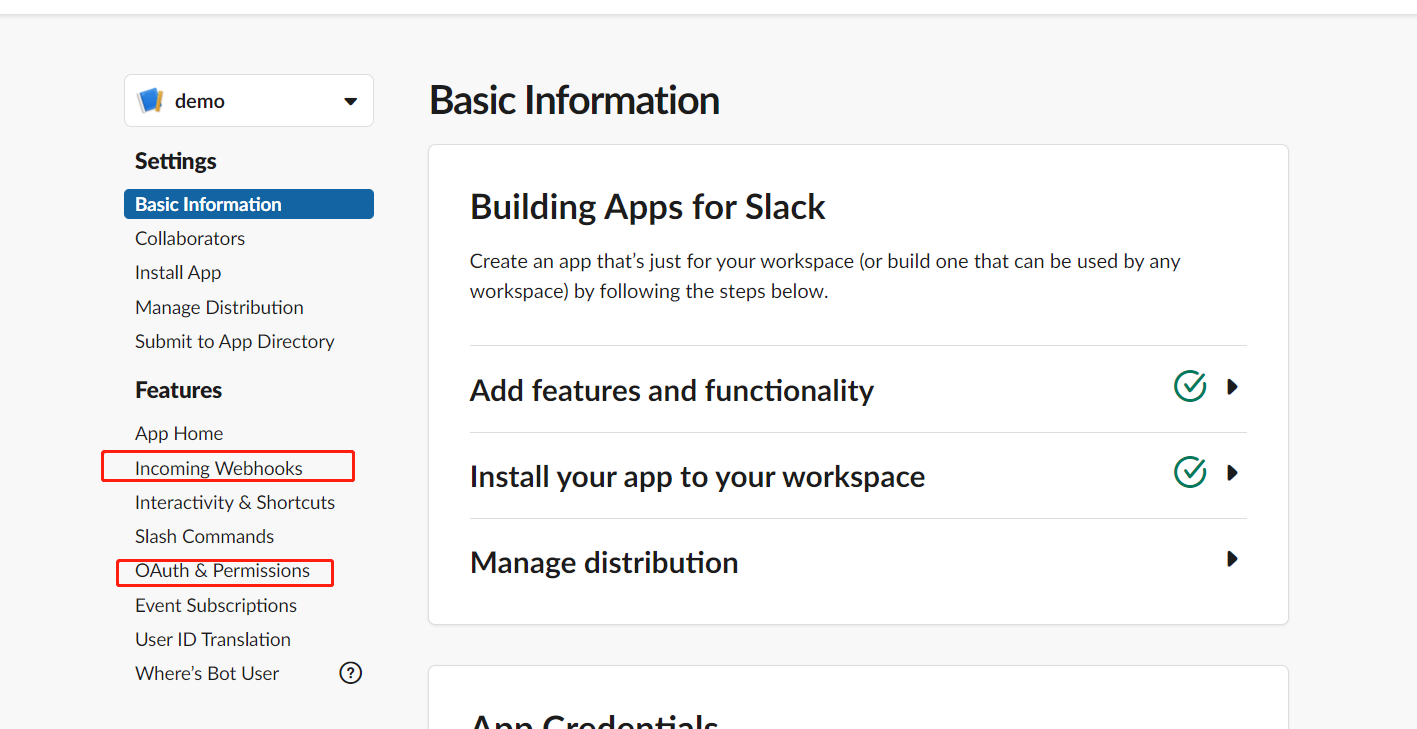 demo
Settings
Basic Information
Collaborators
Install App
Manage Distribution
Submit to App Directory
Features
App Home
Incoming Webhooks
Interactivity & Shortcuts
Slash Commands
OAuth & Permissions
Event Subscriptions
User ID Translation
Where’s Bot User ?
Basic Information
Building Apps for Slack
Create an app that’s just for your workspace (or build one that can be used by any
workspace) by following the steps below.
Add features and functionality
Install your app to your workspace
Manage distribution
App Credentials